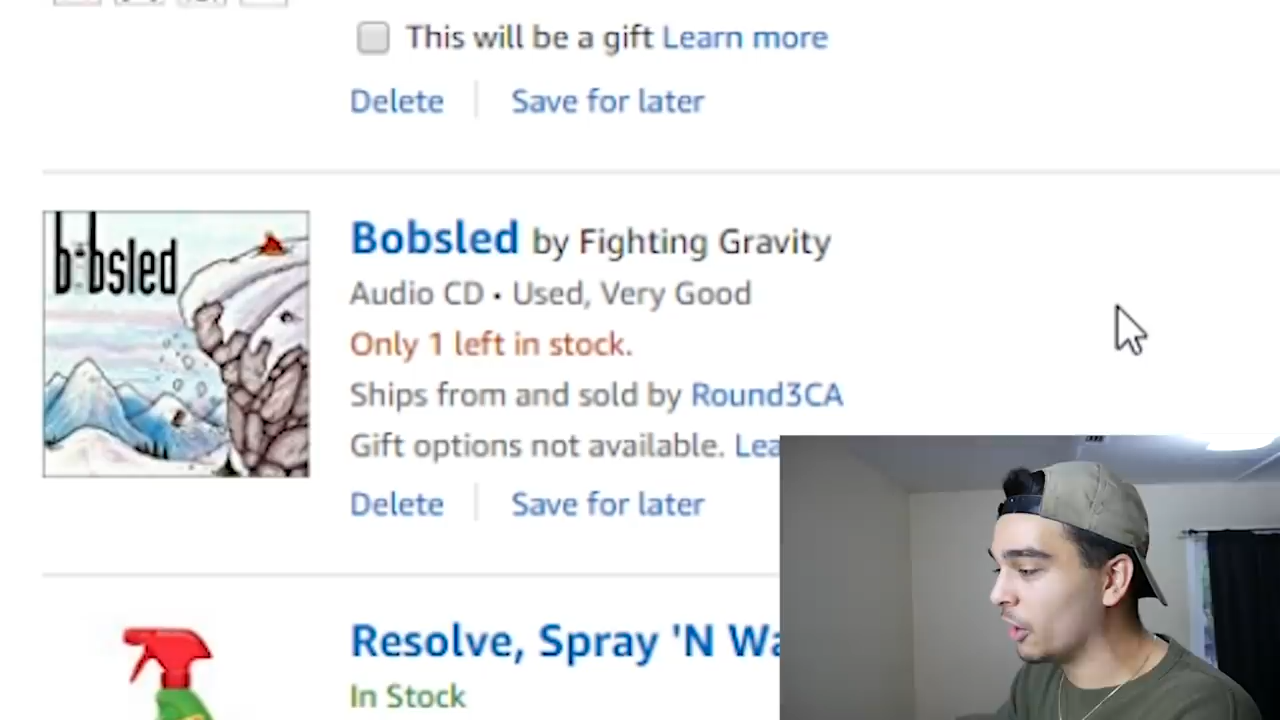 This will be a gift Learn more
Delete Save for later
bobsled
Bobsled by Fighting Gravity
Audio CD • Used, Very Good
Only 1 left in stock.
Ships from and sold by Round3CA
Gift options not available. Lea
Delete Save for later
Resolve, Spray 'N Wa
In Stock